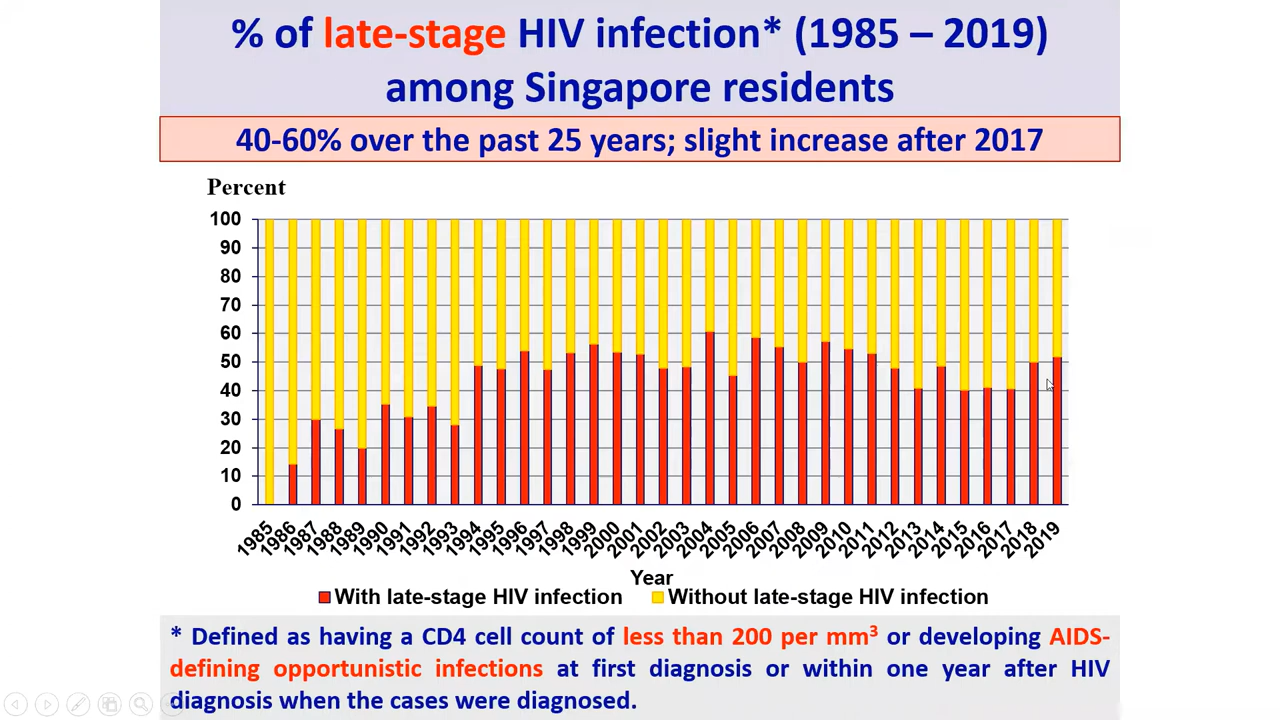 % of late-stage HIV infection* (1985 – 2019)
among Singapore residents
40-60% over the past 25 years; slight increase after 2017
Percent
100
90
80
70
60
50
40
30
20
10
0
1985 1986 1987 1988 1989 1990 1991 1992 1993 1994 1995 1996 1997 1998 1999 2000 2001 2002 2003 2004 2005 2006 2007 2008 2009 2010 2011 2012 2013 2014 2015 2016 2017 2018 2019
Year
With late-stage HIV infection Without late-stage HIV infection
* Defined as having a CD4 cell count of less than 200 per mm³ or developing AIDS-
defining opportunistic infections at first diagnosis or within one year after HIV
diagnosis when the cases were diagnosed.